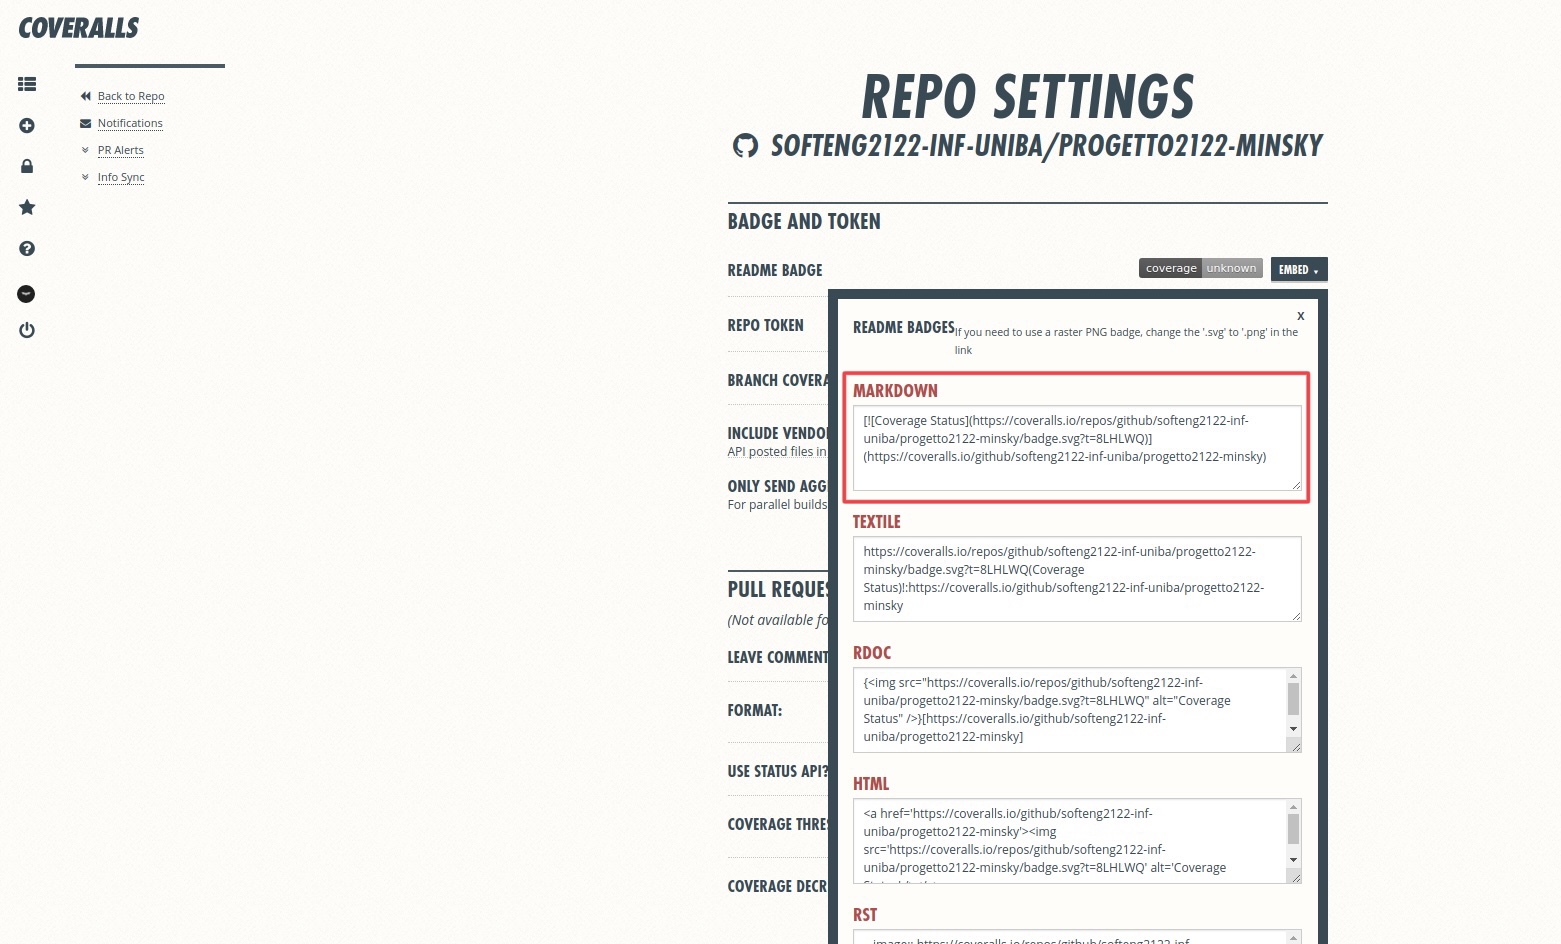 COVERALLS
Back to Repo
Notifications
PR Alerts
Info Sync
REPO SETTINGS
SOFTENG2122-INF-UNIBA/PROGETTO2122-MINSKY
BADGE AND TOKEN
README BADGE
coverage unknown
EMBED
REPO TOKEN
BRANCH COVERA
INCLUDE VENDO
API posted files in
ONLY SEND AGG
For parallel builds
PULL REQUES
(Not available fo
LEAVE COMMENT
FORMAT:
USE STATUS API?
COVERAGE THRES
COVERAGE DECR
X
README BADGES If you need to use a raster PNG badge, change the '.svg' to '.png' in the
link
MARKDOWN
[![Coverage Status](https://coveralls.io/repos/github/softeng2122-inf-
uniba/progetto2122-minsky/badge.svg?t=8LHLWQ)]
(https://coveralls.io/github/softeng2122-inf-uniba/progetto2122-minsky)
TEXTILE
https://coveralls.io/repos/github/softeng2122-inf-uniba/progetto2122-
minsky/badge.svg?t=8LHLWQ(Coverage
Status)!:https://coveralls.io/github/softeng2122-inf-uniba/progetto2122-
minsky
RDOC
{<img src="https://coveralls.io/repos/github/softeng2122-inf-
uniba/progetto2122-minsky/badge.svg?t=8LHLWQ" alt="Coverage
Status" />}[https://coveralls.io/github/softeng2122-inf-
uniba/progetto2122-minsky]
HTML
<a href='https://coveralls.io/github/softeng2122-inf-
uniba/progetto2122-minsky'><img
src='https://coveralls.io/repos/github/softeng2122-inf-
uniba/progetto2122-minsky/badge.svg?t=8LHLWQ' alt='Coverage
RST
.. image:: https://coveralls.io/repos/github/softeng2122-inf-